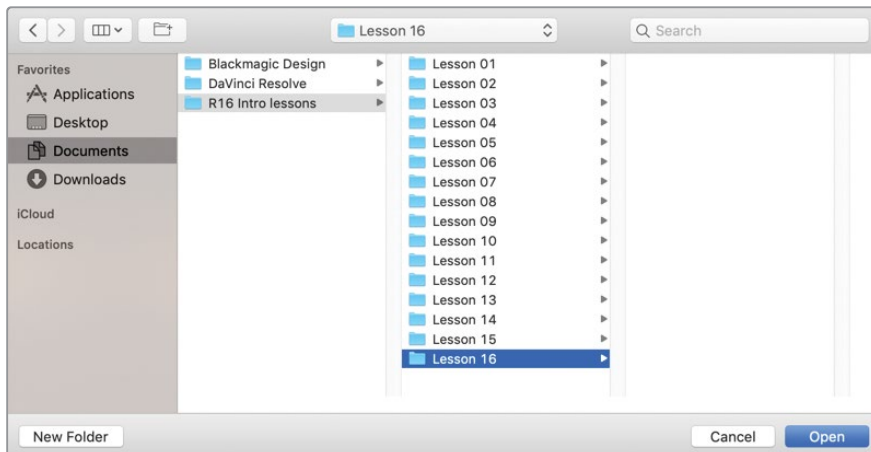 Lesson 16
Search
Favorites
Applications
Desktop
Documents
Downloads
iCloud
Locations
Blackmagic Design
DaVinci Resolve
R16 Intro lessons
Lesson 01
Lesson 02
Lesson 03
Lesson 04
Lesson 05
Lesson 06
Lesson 07
Lesson 08
Lesson 09
Lesson 10
Lesson 11
Lesson 12
Lesson 13
Lesson 14
Lesson 15
Lesson 16
New Folder
Cancel
Open